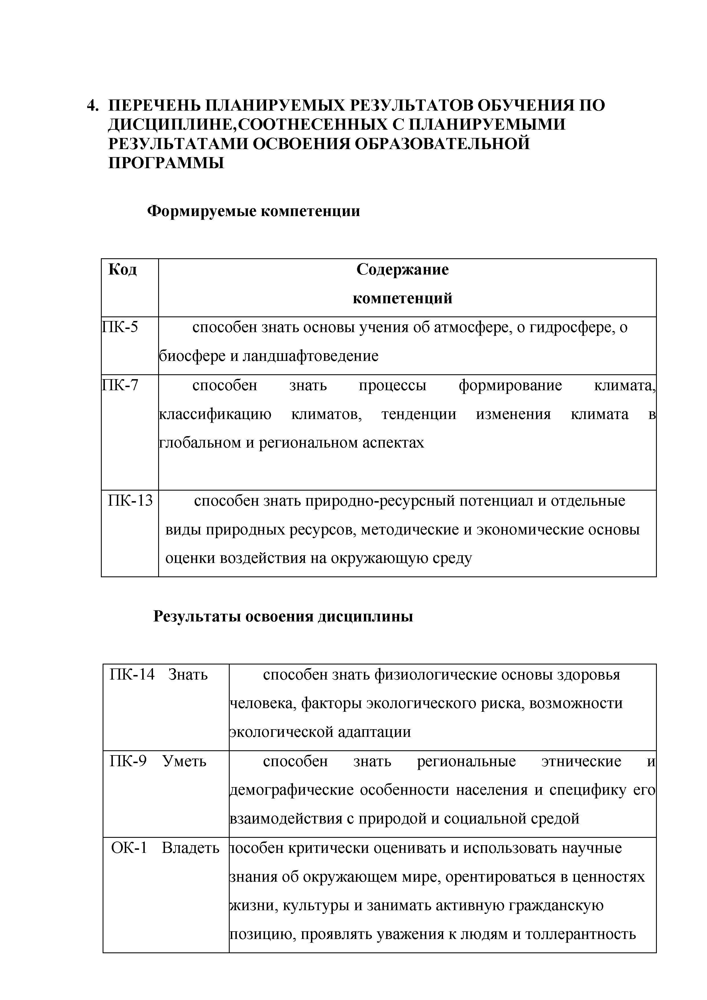 4. ПЕРЕЧЕНЬ ПЛАНИРУЕМЫХ РЕЗУЛЬТАТОВ ОБУЧЕНИЯ ПО
ДИСЦИПЛИНЕ,СООТНЕСЕННЫХ С ПЛАНИРУЕМЫМИ
РЕЗУЛЬТАТАМИ ОСВОЕНИЯ ОБРАЗОВАТЕЛЬНОЙ
ПРОГРАММЫ
Формируемые компетенции
Код Содержание
компетенций
ПК-5 способен знать основы учения об атмосфере, о гидросфере, о
биосфере и ландшафтоведение
ПК-7 способен знать процессы формирование климата,
классификацию климатов, тенденции изменения климата в
глобальном и региональном аспектах
ПК-13 способен знать природно-ресурсный потенциал и отдельные
виды природных ресурсов, методические и экономические основы
оценки воздействия на окружающую среду
Результаты освоения дисциплины
ПК-14 Знать способен знать физиологические основы здоровья
человека, факторы экологического риска, возможности
экологической адаптации
ПК-9 Уметь способен знать региональные этнические и
демографические особенности населения и специфику его
взаимодействия с природой и социальной средой
ОК-1 Владеть пособен критически оценивать и использовать научные
знания об окружающем мире, орентироваться в ценностях
жизни, культуры и занимать активную гражданскую
позицию, проявлять уважения к людям и толлерантность